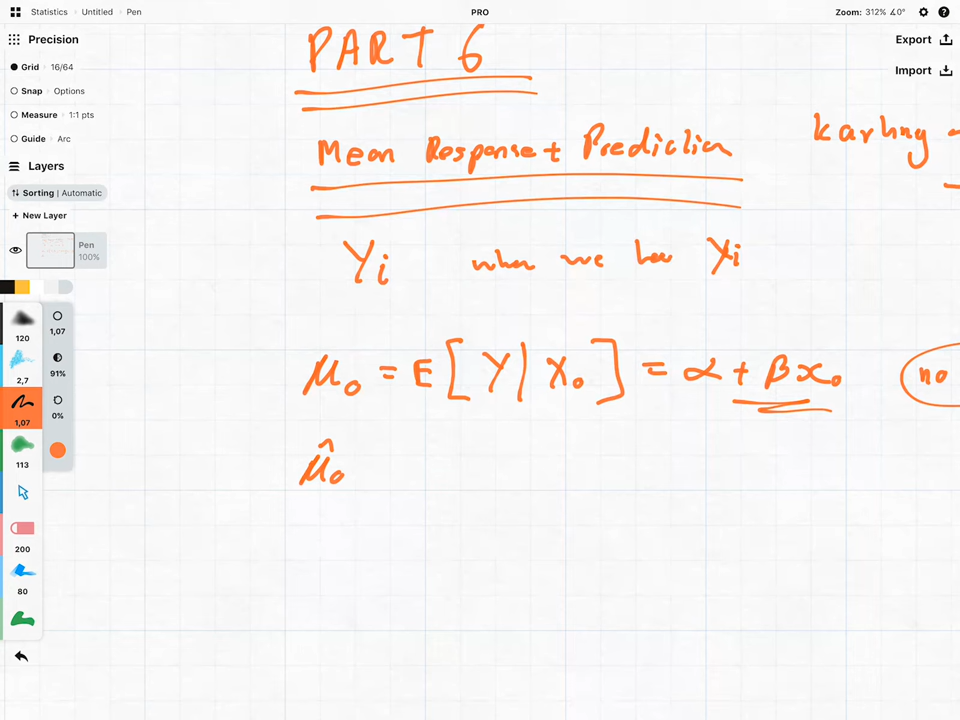 Statistics › Untitled › Pen
PRO
Zoom: 312% ∡0°
Precision
Export
Import
Grid 16/64
Snap Options
Measure 1:1 pts
Guide Arc
Layers
Sorting | Automatic
+ New Layer
Pen
100%
120
2,7
1,07
113
200
80
1,07
91%
0%
PART 6
Mean Response + Prediction
Yi when we have Xi
μ₀ = E[Y|X₀] = α + βx₀
no
μ̂₀